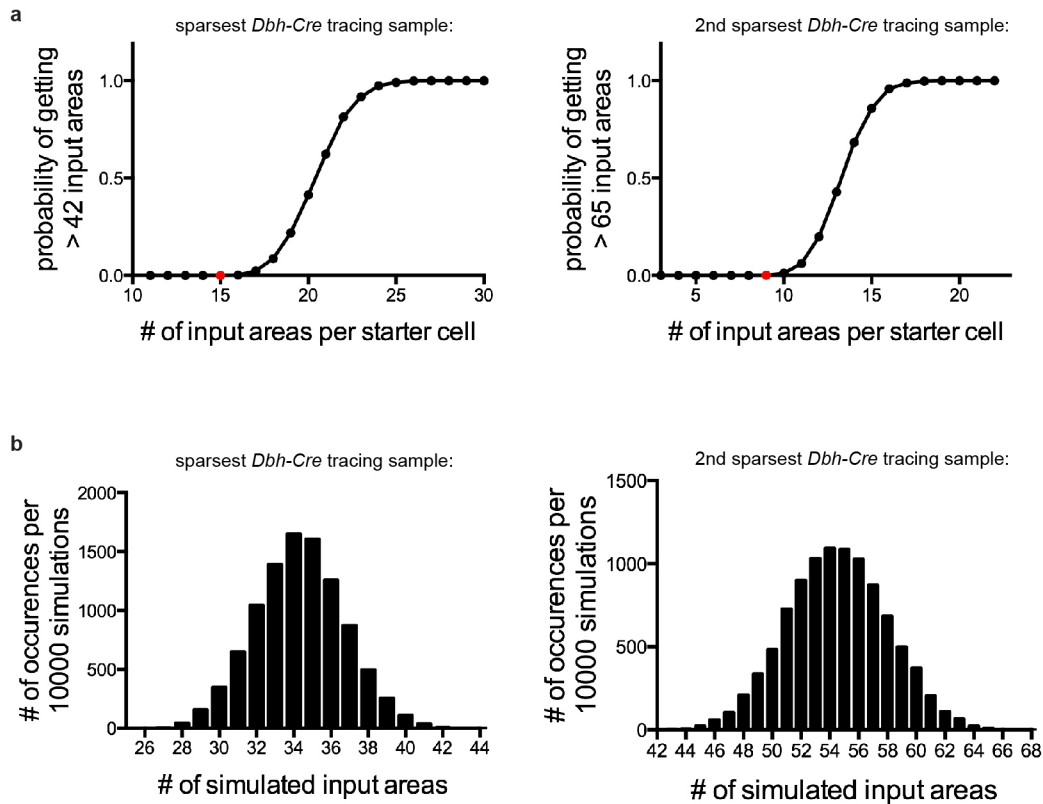 a
sparsest Dbh-Cre tracing sample:
probability of getting
> 42 input areas
1.0
0.5
0.0
10 15 20 25 30
# of input areas per starter cell
2nd sparsest Dbh-Cre tracing sample:
probability of getting
> 65 input areas
1.0
0.5
0.0
5 10 15 20
# of input areas per starter cell
b
sparsest Dbh-Cre tracing sample:
# of occurences per
10000 simulations
2000
1500
1000
500
0
26 28 30 32 34 36 38 40 42 44
# of simulated input areas
2nd sparsest Dbh-Cre tracing sample:
# of occurences per
10000 simulations
1500
1000
500
0
42 44 46 48 50 52 54 56 58 60 62 64 66 68
# of simulated input areas